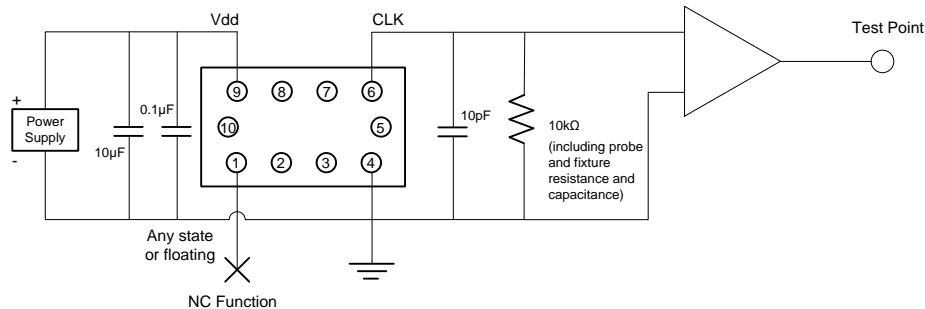 Vdd
CLK
Test Point
+
Power
Supply
-
10µF
0.1µF
9
8
7
6
10
5
1
2
3
4
10pF
10kΩ
(including probe
and fixture
resistance and
capacitance)
Any state
or floating
NC Function